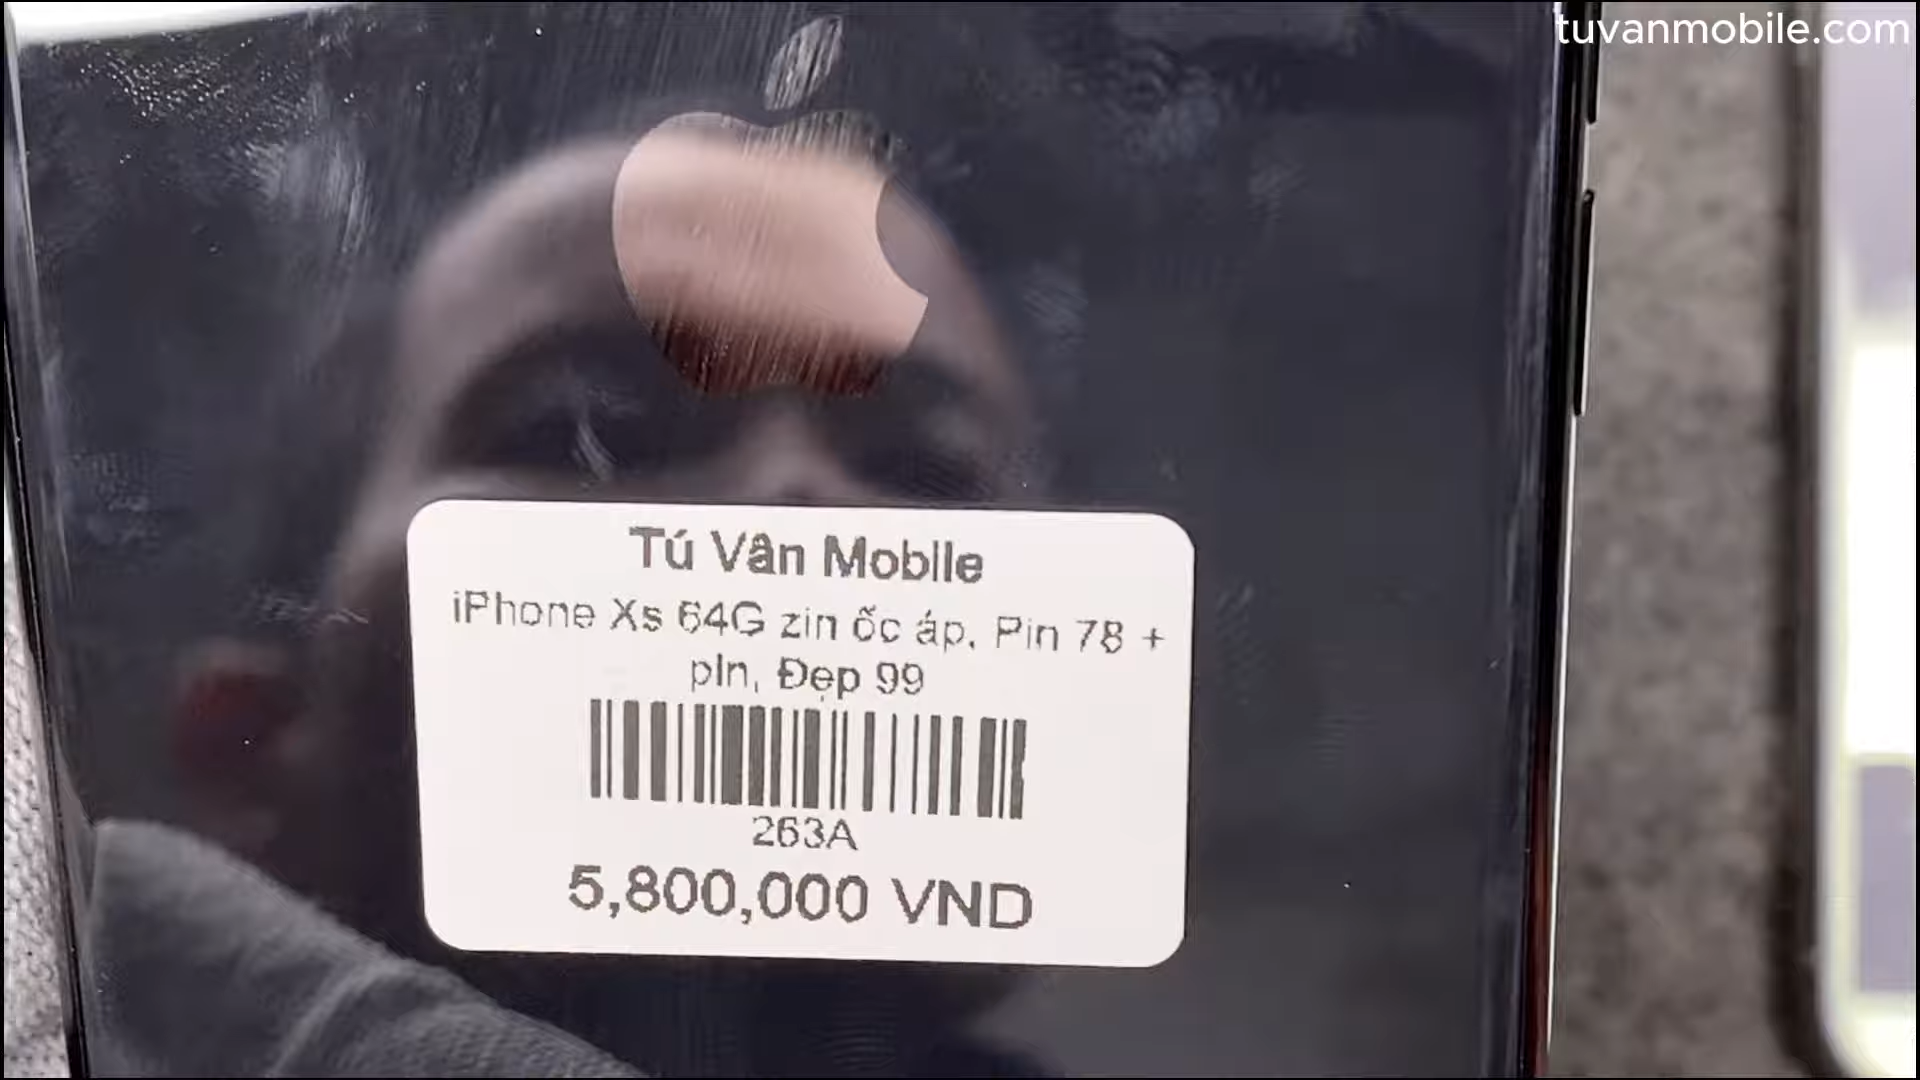 tuvanmobile.com
Tú Vân Mobile
iPhone Xs 64G zin ốc áp. Pin 78 +
pin, Đẹp 99
263A
5,800,000 VND